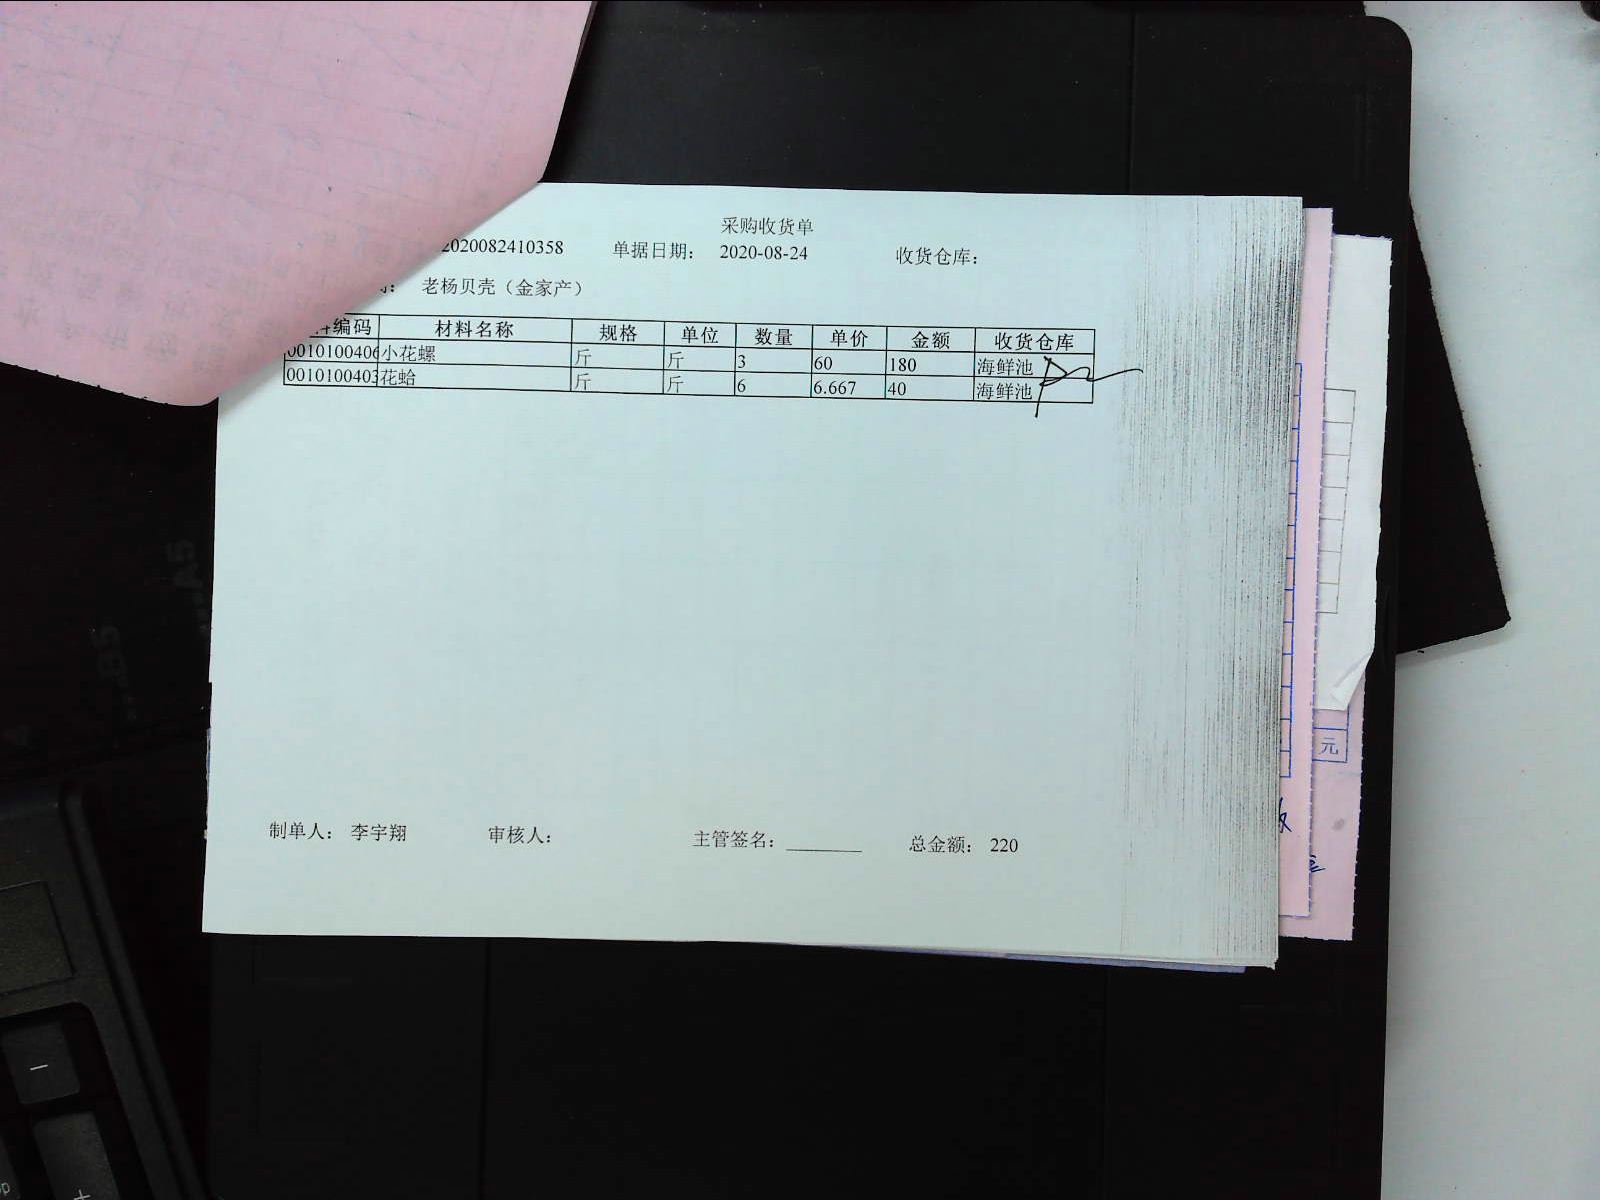 采购收货单
2020082410358 单据日期： 2020-08-24 收货仓库：
： 老杨贝壳（金家产）
编码 材料名称 规格 单位 数量 单价 金额 收货仓库
0010100406 小花螺 斤 斤 3 60 180 海鲜池
0010100403 花蛤 斤 斤 6 6.667 40 海鲜池
制单人： 李宇翔 审核人： 主管签名： ________ 总金额： 220
元